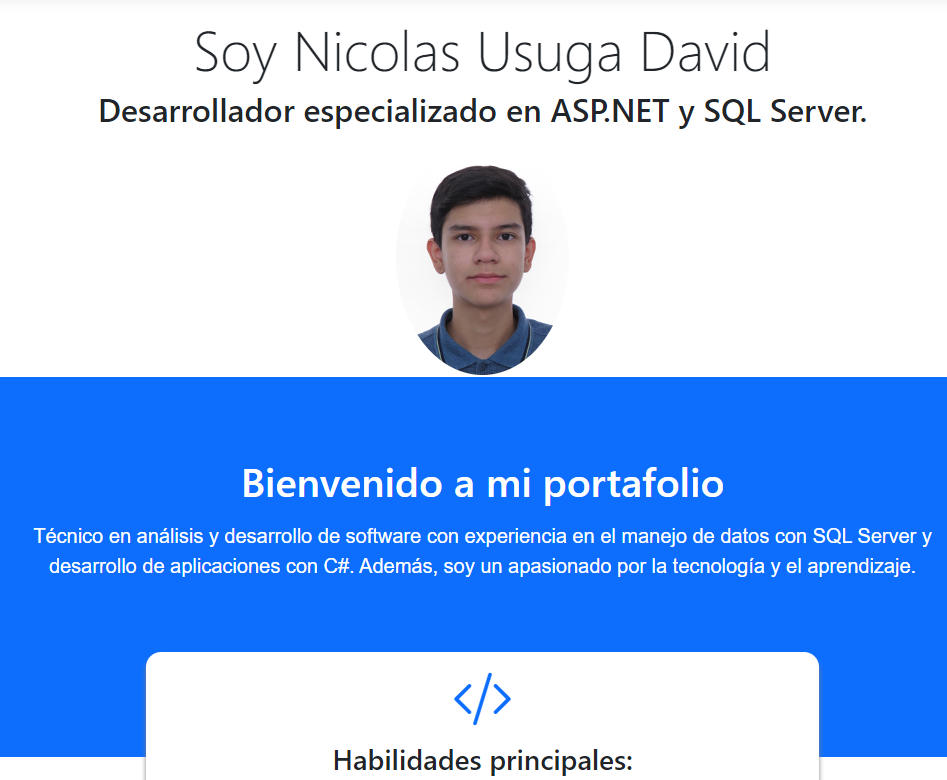 Soy Nicolas Usuga David
Desarrollador especializado en ASP.NET y SQL Server.
Bienvenido a mi portafolio
Técnico en análisis y desarrollo de software con experiencia en el manejo de datos con SQL Server y
desarrollo de aplicaciones con C#. Además, soy un apasionado por la tecnología y el aprendizaje.
Habilidades principales: